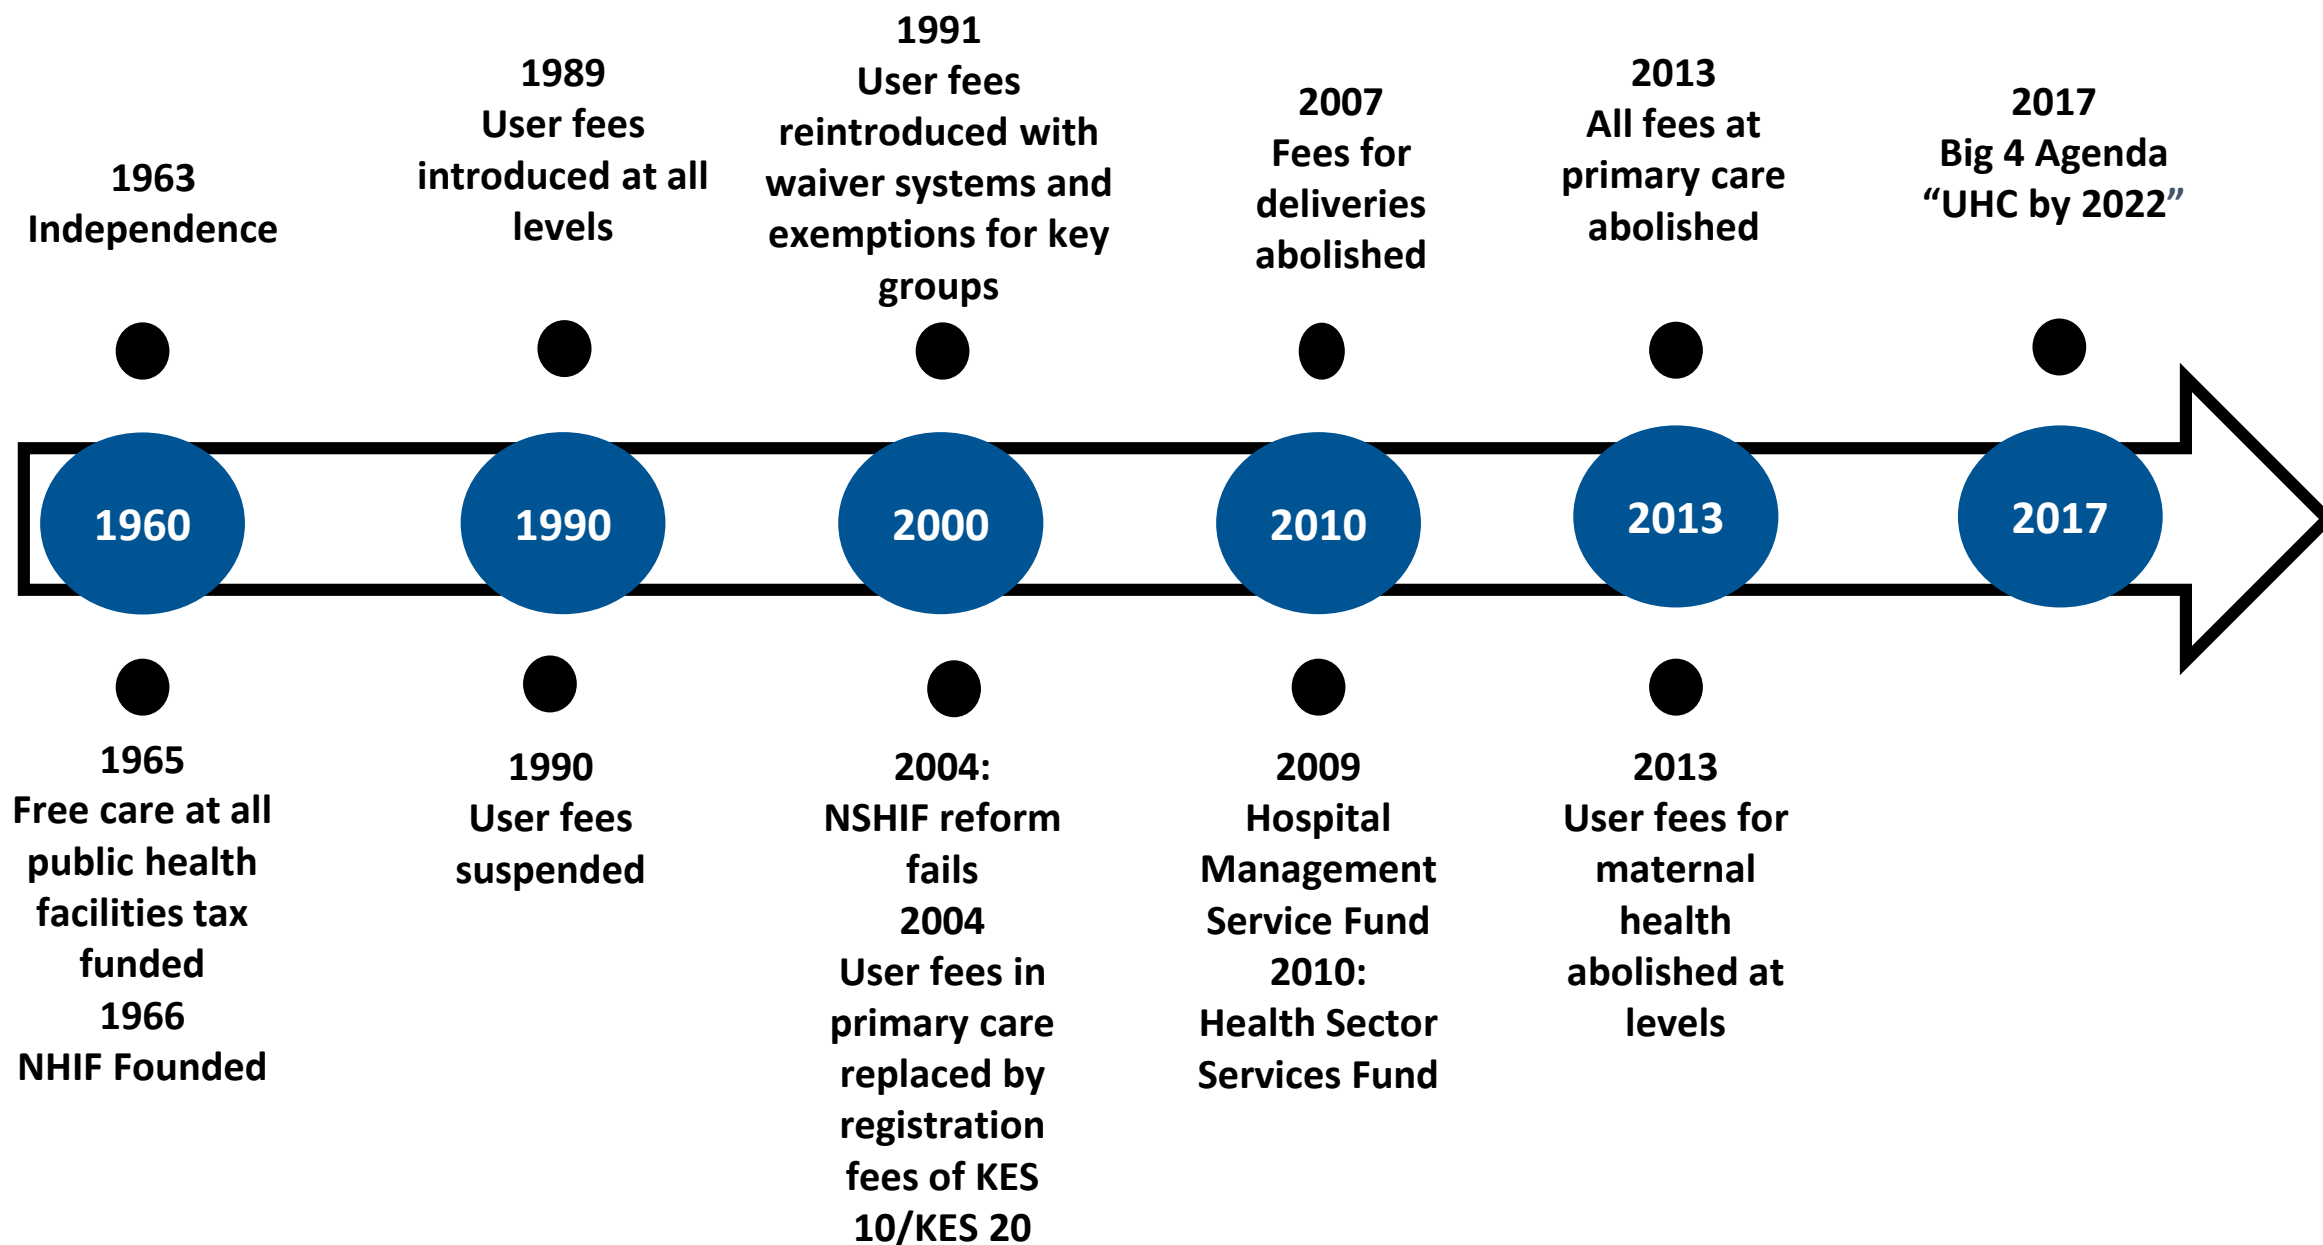 1963
Independence
1989
User fees
introduced at all
levels
1991
User fees
reintroduced with
waiver systems and
exemptions for key
groups
2007
Fees for
deliveries
abolished
2013
All fees at
primary care
abolished
2017
Big 4 Agenda
“UHC by 2022”
1960
1990
2000
2010
2013
2017
1965
Free care at all
public health
facilities tax
funded
1966
NHIF Founded
1990
User fees
suspended
2004:
NSHIF reform
fails
2004
User fees in
primary care
replaced by
registration
fees of KES
10/KES 20
2009
Hospital
Management
Service Fund
2010:
Health Sector
Services Fund
2013
User fees for
maternal
health
abolished at
levels